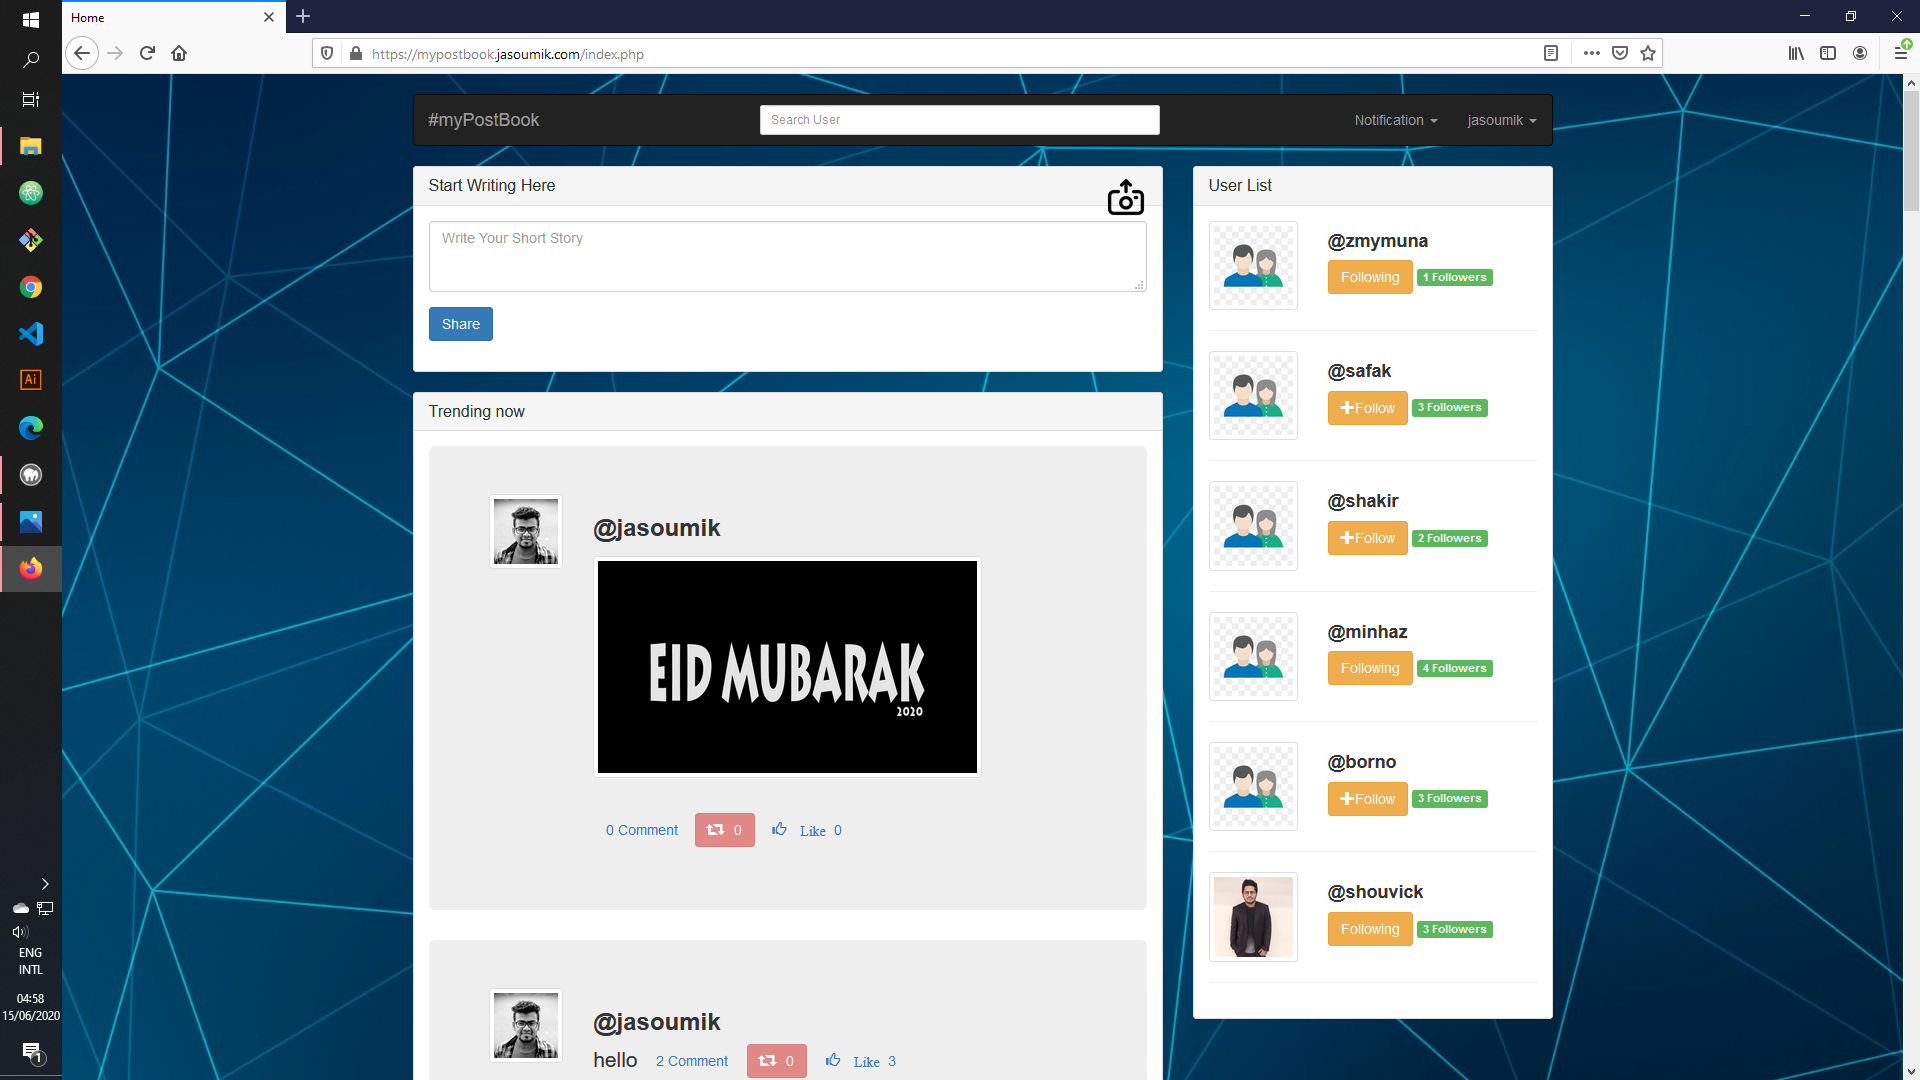 Home
https://mypostbook.jasoumik.com/index.php
#myPostBook
Search User
Notification
jasoumik
Start Writing Here
Write Your Short Story
Share
Trending now
@jasoumik
EID MUBARAK
2020
0 Comment 0 Like 0
@jasoumik
hello 2 Comment 0 Like 3
User List
@zmymuna
Following 1 Followers
@safak
Follow 3 Followers
@shakir
Follow 2 Followers
@minhaz
Following 4 Followers
@borno
Follow 3 Followers
@shouvick
Following 3 Followers
Ai
ENG
INTL
04:58
15/06/2020
1